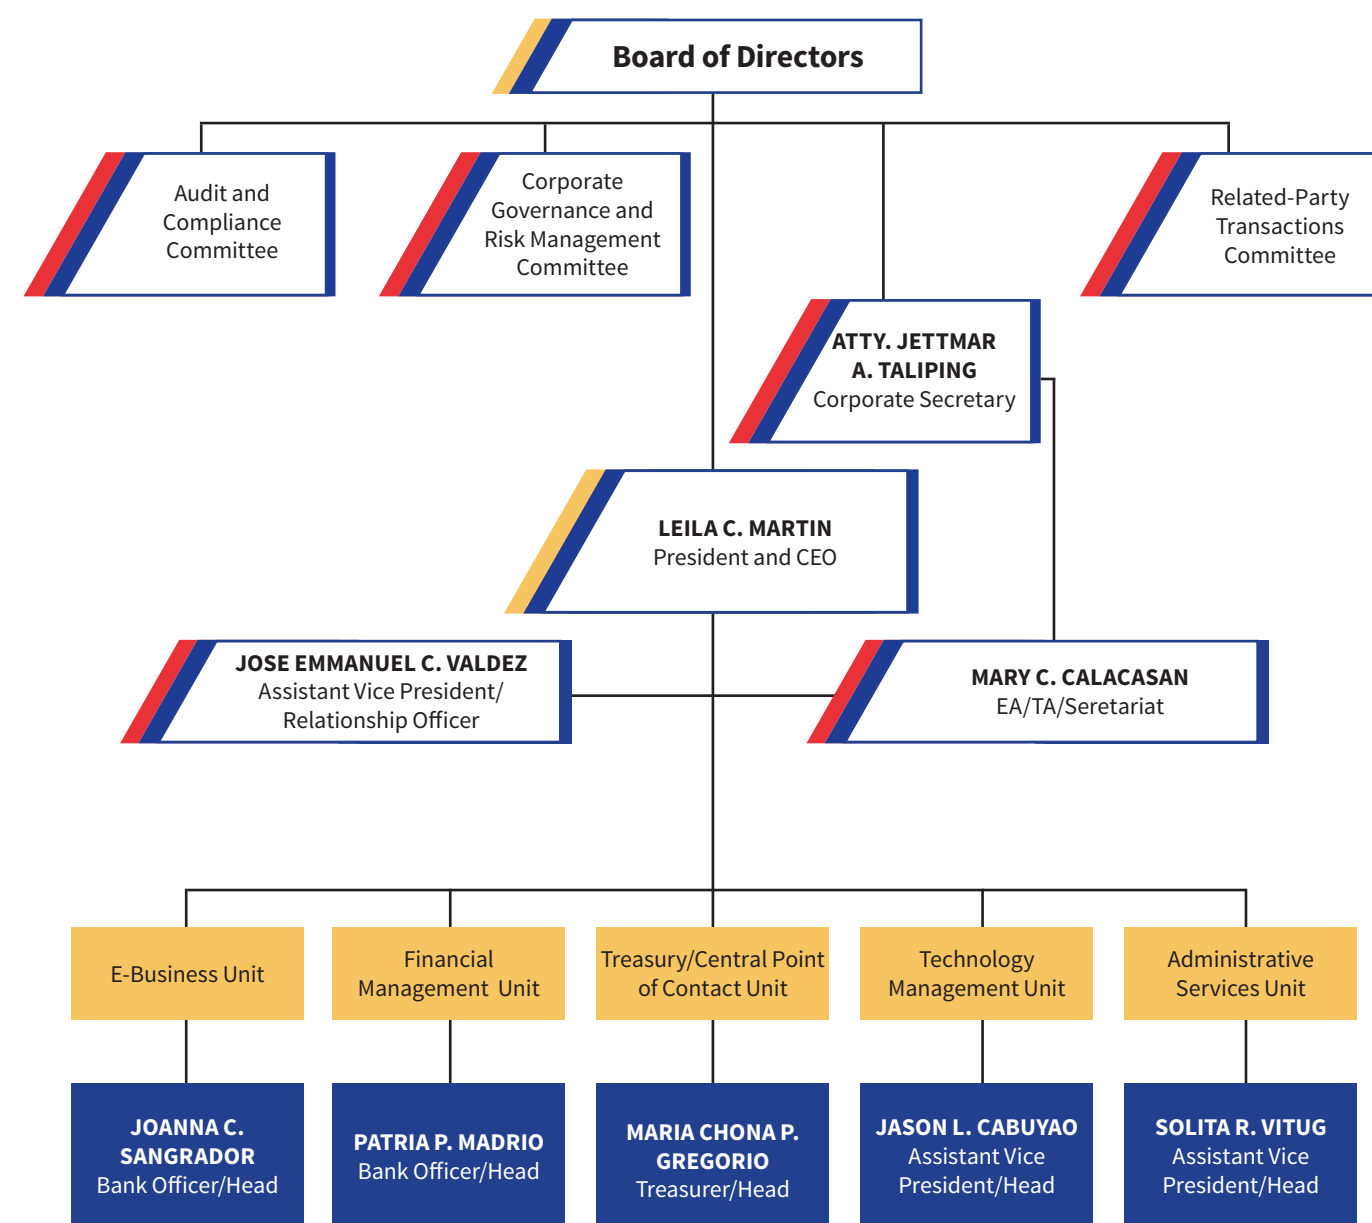 Board of Directors
Audit and
Compliance
Committee
Corporate
Governance and
Risk Management
Committee
Related-Party
Transactions
Committee
ATTY. JETTMAR
A. TALIPING
Corporate Secretary
LEILA C. MARTIN
President and CEO
JOSE EMMANUEL C. VALDEZ
Assistant Vice President/
Relationship Officer
MARY C. CALACASAN
EA/TA/Seretariat
E-Business Unit
Financial
Management Unit
Treasury/Central Point
of Contact Unit
Technology
Management Unit
Administrative
Services Unit
JOANNA C.
SANGRADOR
Bank Officer/Head
PATRIA P. MADRIO
Bank Officer/Head
MARIA CHONA P.
GREGORIO
Treasurer/Head
JASON L. CABUYAO
Assistant Vice
President/Head
SOLITA R. VITUG
Assistant Vice
President/Head